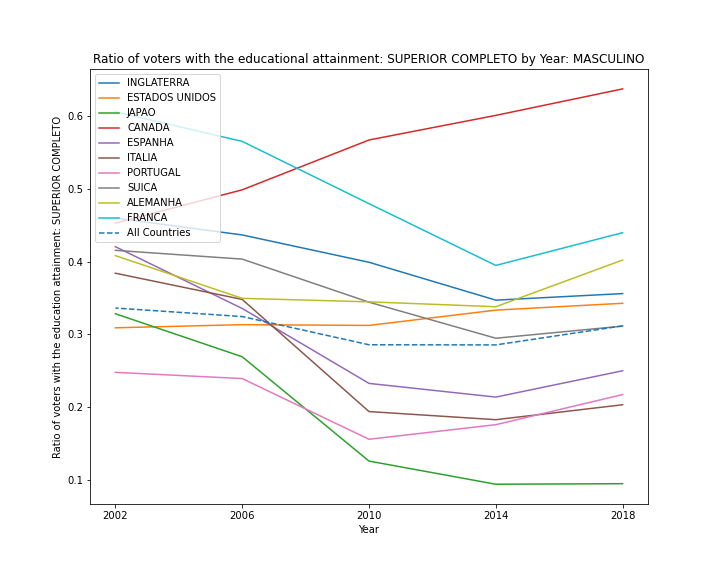 Ratio of voters with the educational attainment: SUPERIOR COMPLETO by Year: MASCULINO
INGLATERRA
ESTADOS UNIDOS
JAPAO
CANADA
ESPANHA
ITALIA
PORTUGAL
SUICA
ALEMANHA
FRANCA
All Countries
Ratio of voters with the education attainment: SUPERIOR COMPLETO
0.6
0.5
0.4
0.3
0.2
0.1
2002 2006 2010 2014 2018
Year